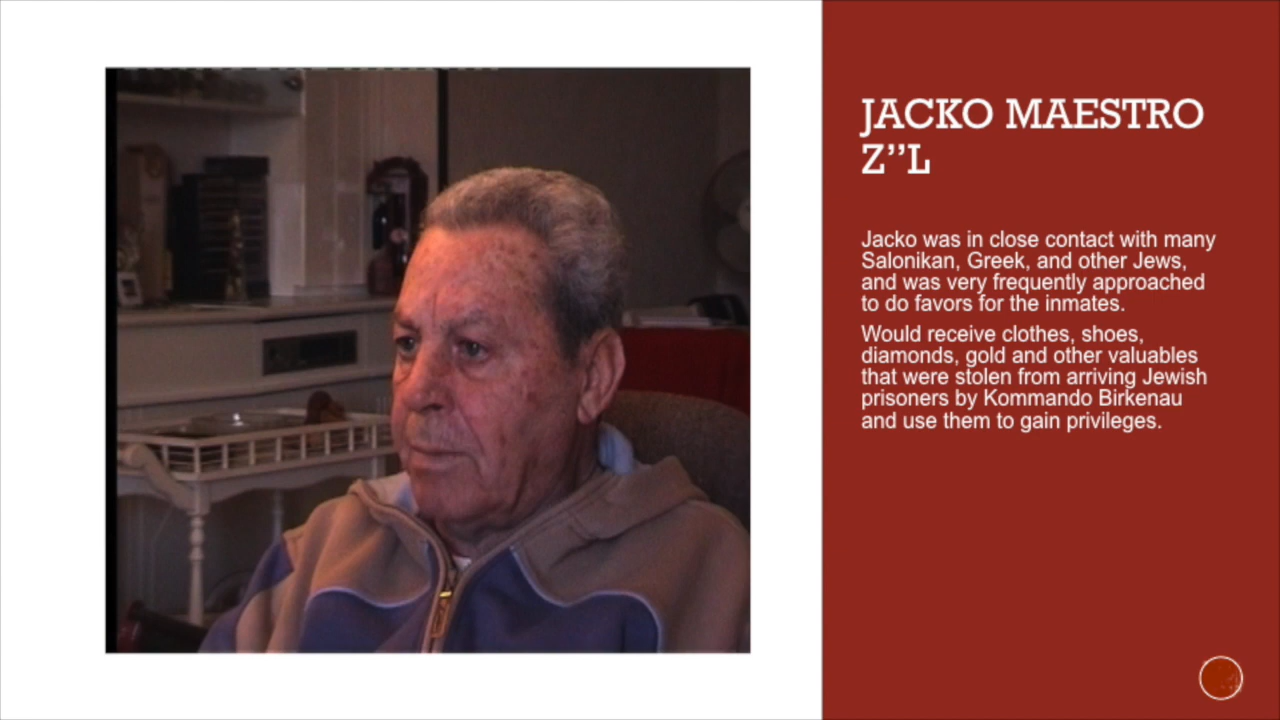 JACKO MAESTRO
Z’’L
Jacko was in close contact with many
Salonikan, Greek, and other Jews,
and was very frequently approached
to do favors for the inmates.
Would receive clothes, shoes,
diamonds, gold and other valuables
that were stolen from arriving Jewish
prisoners by Kommando Birkenau
and use them to gain privileges.